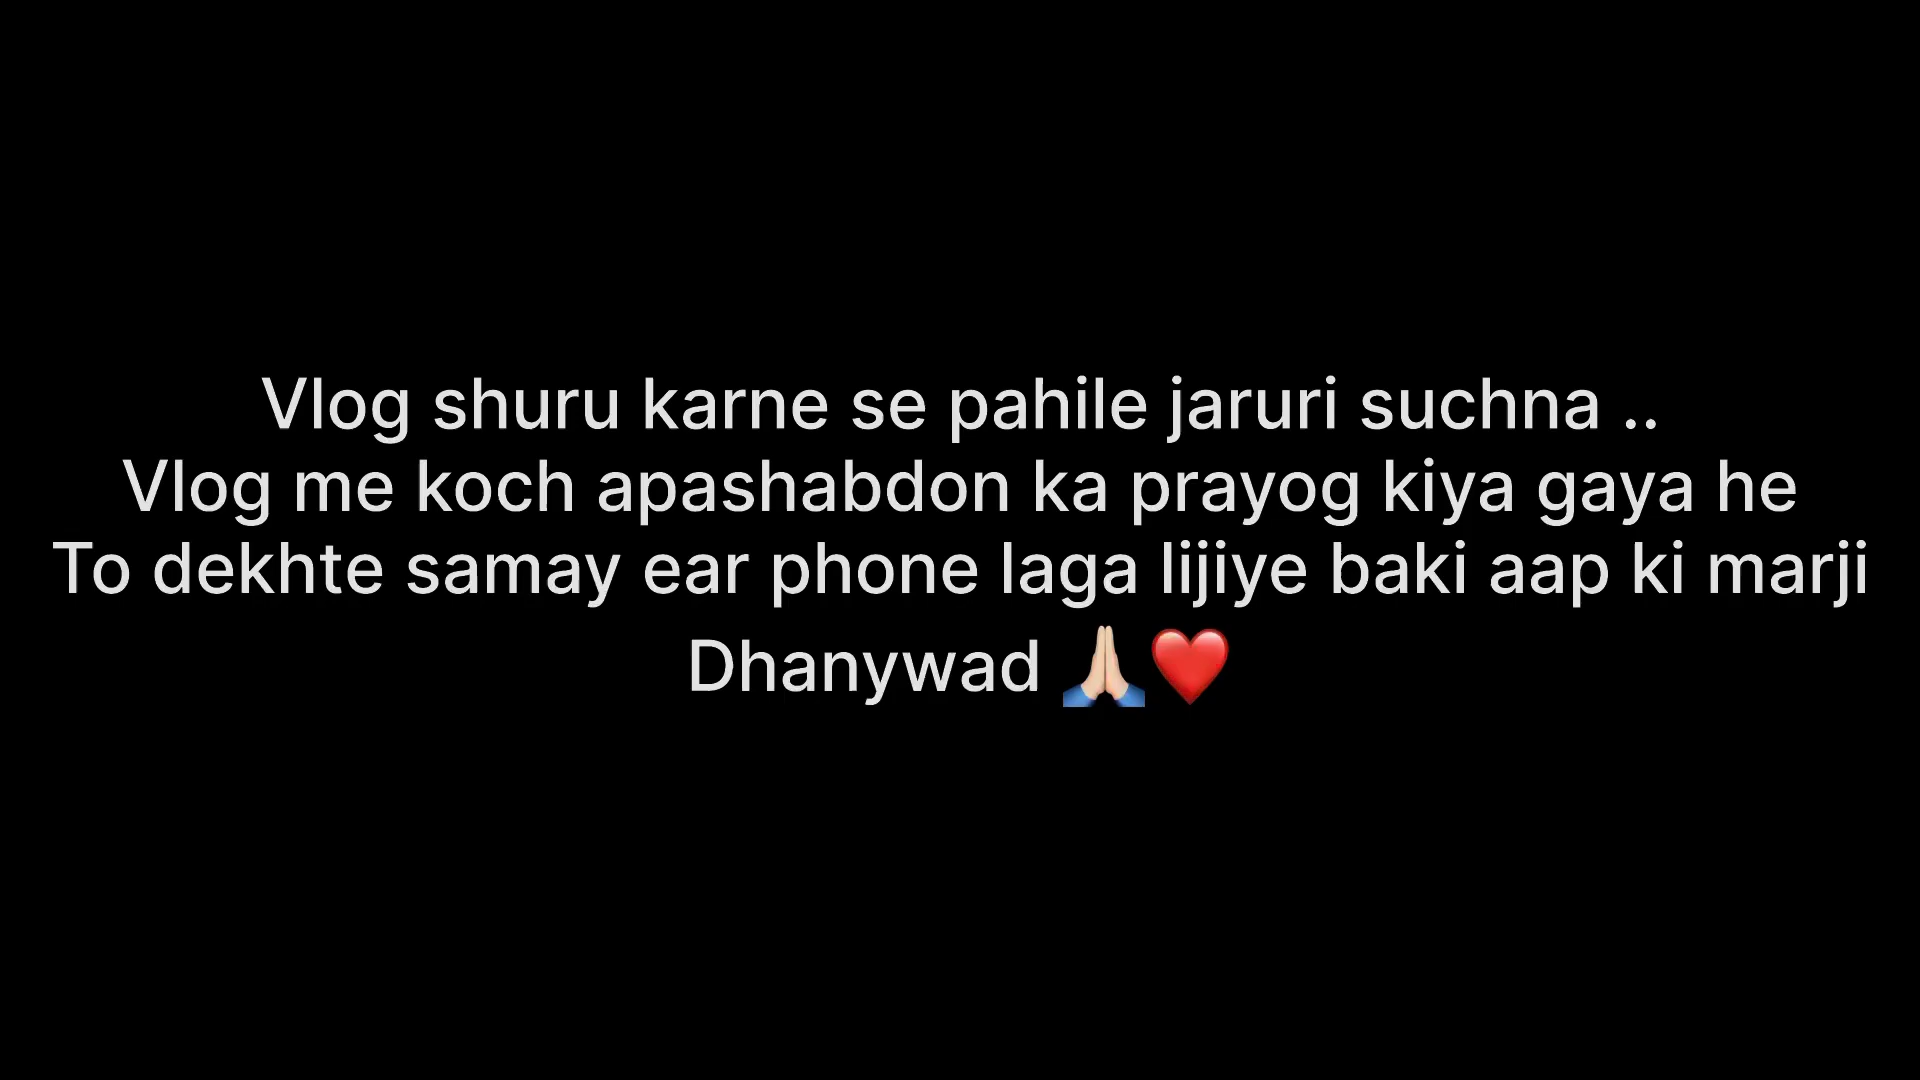 Vlog shuru karne se pahile jaruri suchna ..
Vlog me koch apashabdon ka prayog kiya gaya he
To dekhte samay ear phone laga lijiye baki aap ki marji
Dhanywad 🙏🏻❤️